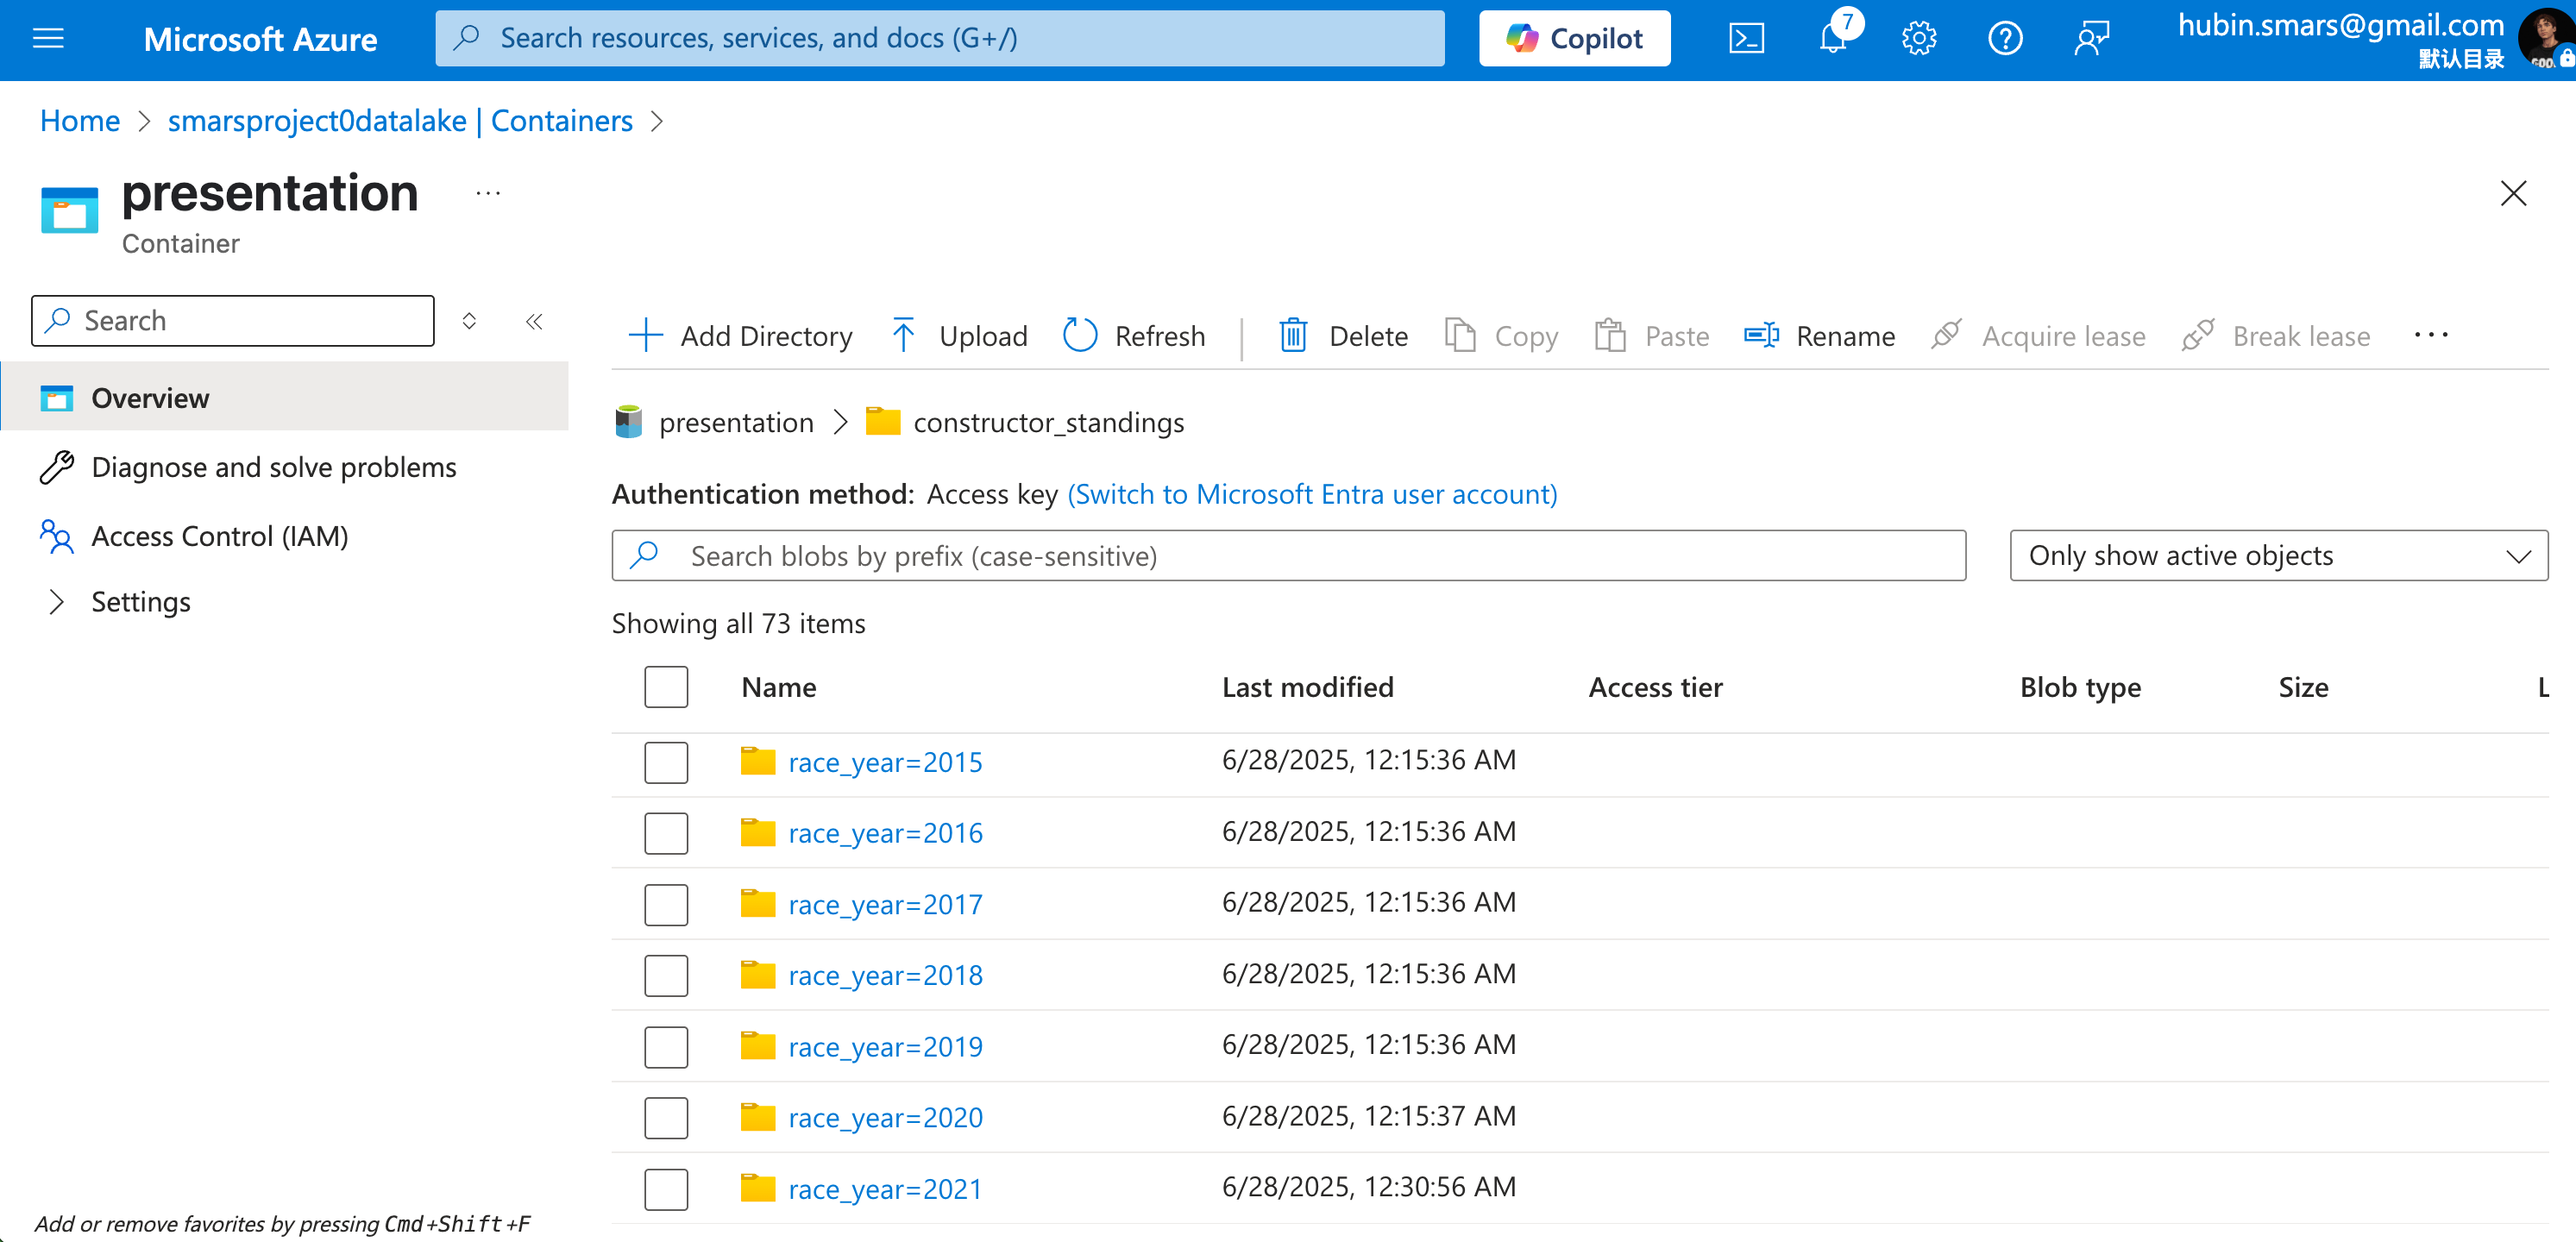 Microsoft Azure
Search resources, services, and docs (G+/)
Copilot
7
hubin.smars@gmail.com
默认目录
Home > smarsproject0datalake | Containers >
presentation ...
Container
Search
Overview
Diagnose and solve problems
Access Control (IAM)
Settings
Add or remove favorites by pressing Cmd+Shift+F
Add Directory Upload Refresh Delete Copy Paste Rename Acquire lease Break lease ...
presentation > constructor_standings
Authentication method: Access key (Switch to Microsoft Entra user account)
Search blobs by prefix (case-sensitive)
Only show active objects
Showing all 73 items
Name Last modified Access tier Blob type Size L
race_year=2015 6/28/2025, 12:15:36 AM
race_year=2016 6/28/2025, 12:15:36 AM
race_year=2017 6/28/2025, 12:15:36 AM
race_year=2018 6/28/2025, 12:15:36 AM
race_year=2019 6/28/2025, 12:15:36 AM
race_year=2020 6/28/2025, 12:15:37 AM
race_year=2021 6/28/2025, 12:30:56 AM